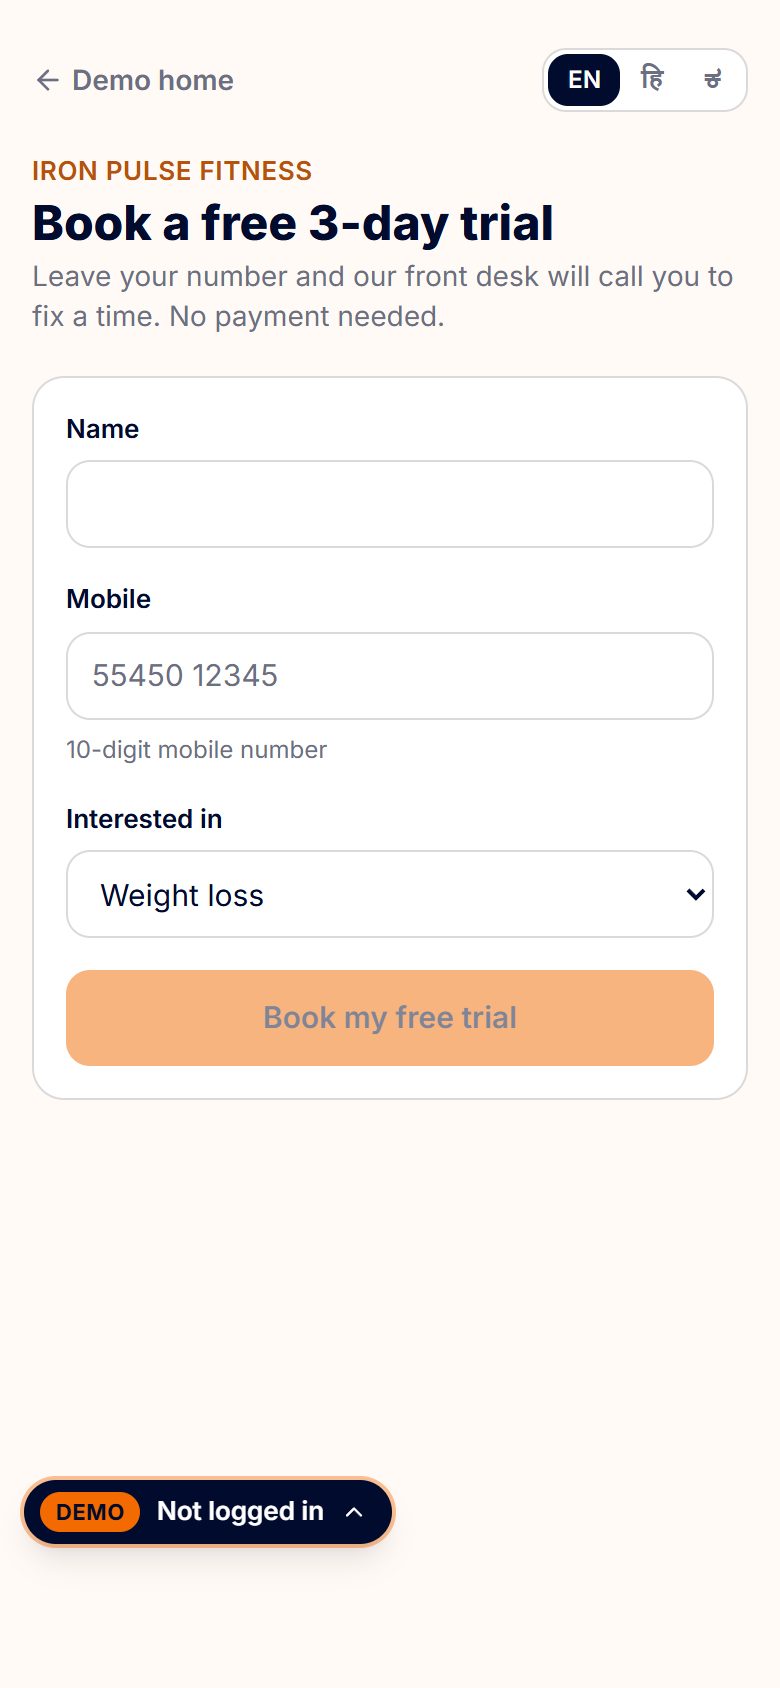 Demo home
EN हि ಕ
IRON PULSE FITNESS
Book a free 3-day trial
Leave your number and our front desk will call you to
fix a time. No payment needed.
Name
Mobile
55450 12345
10-digit mobile number
Interested in
Weight loss
Book my free trial
DEMO Not logged in